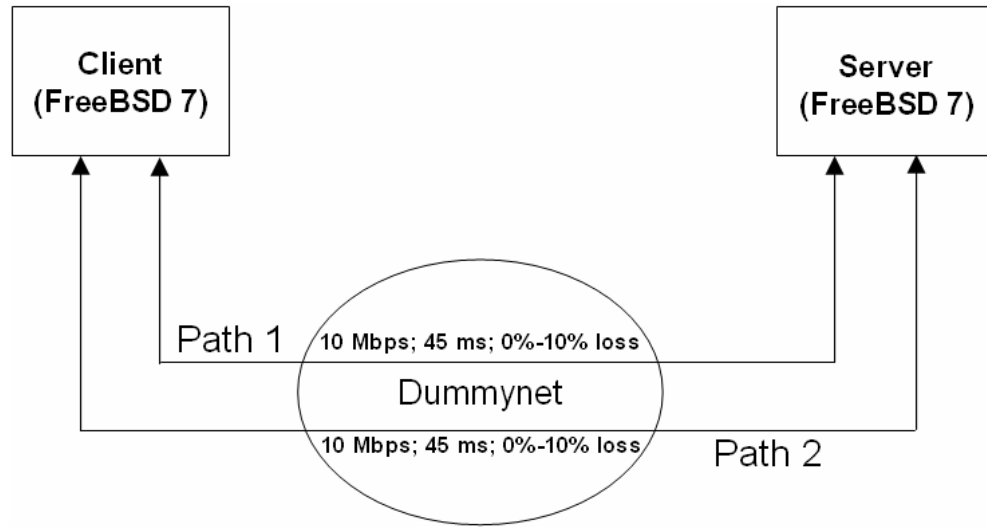 Client
(FreeBSD 7)
Server
(FreeBSD 7)
Path 1
10 Mbps; 45 ms; 0%-10% loss
Dummynet
10 Mbps; 45 ms; 0%-10% loss
Path 2